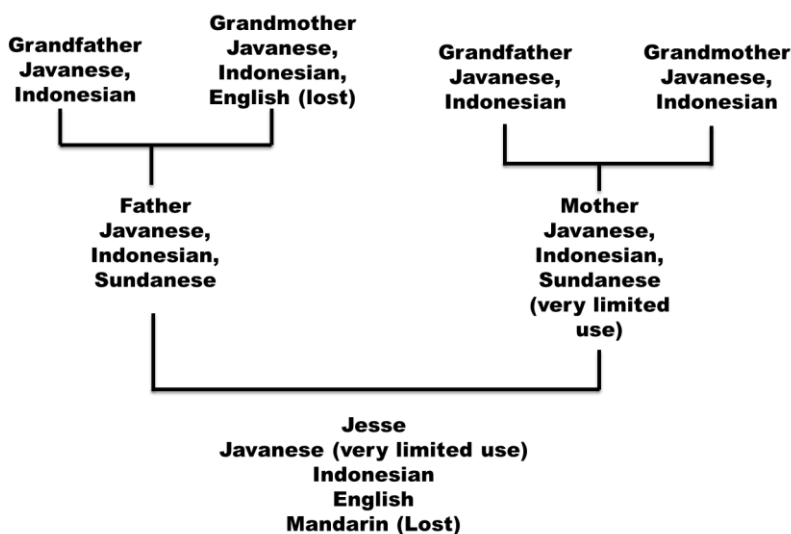 Grandfather
Javanese,
Indonesian
Grandmother
Javanese,
Indonesian,
English (lost)
Grandfather
Javanese,
Indonesian
Grandmother
Javanese,
Indonesian
Father
Javanese,
Indonesian,
Sundanese
Mother
Javanese,
Indonesian,
Sundanese
(very limited
use)
Jesse
Javanese (very limited use)
Indonesian
English
Mandarin (Lost)